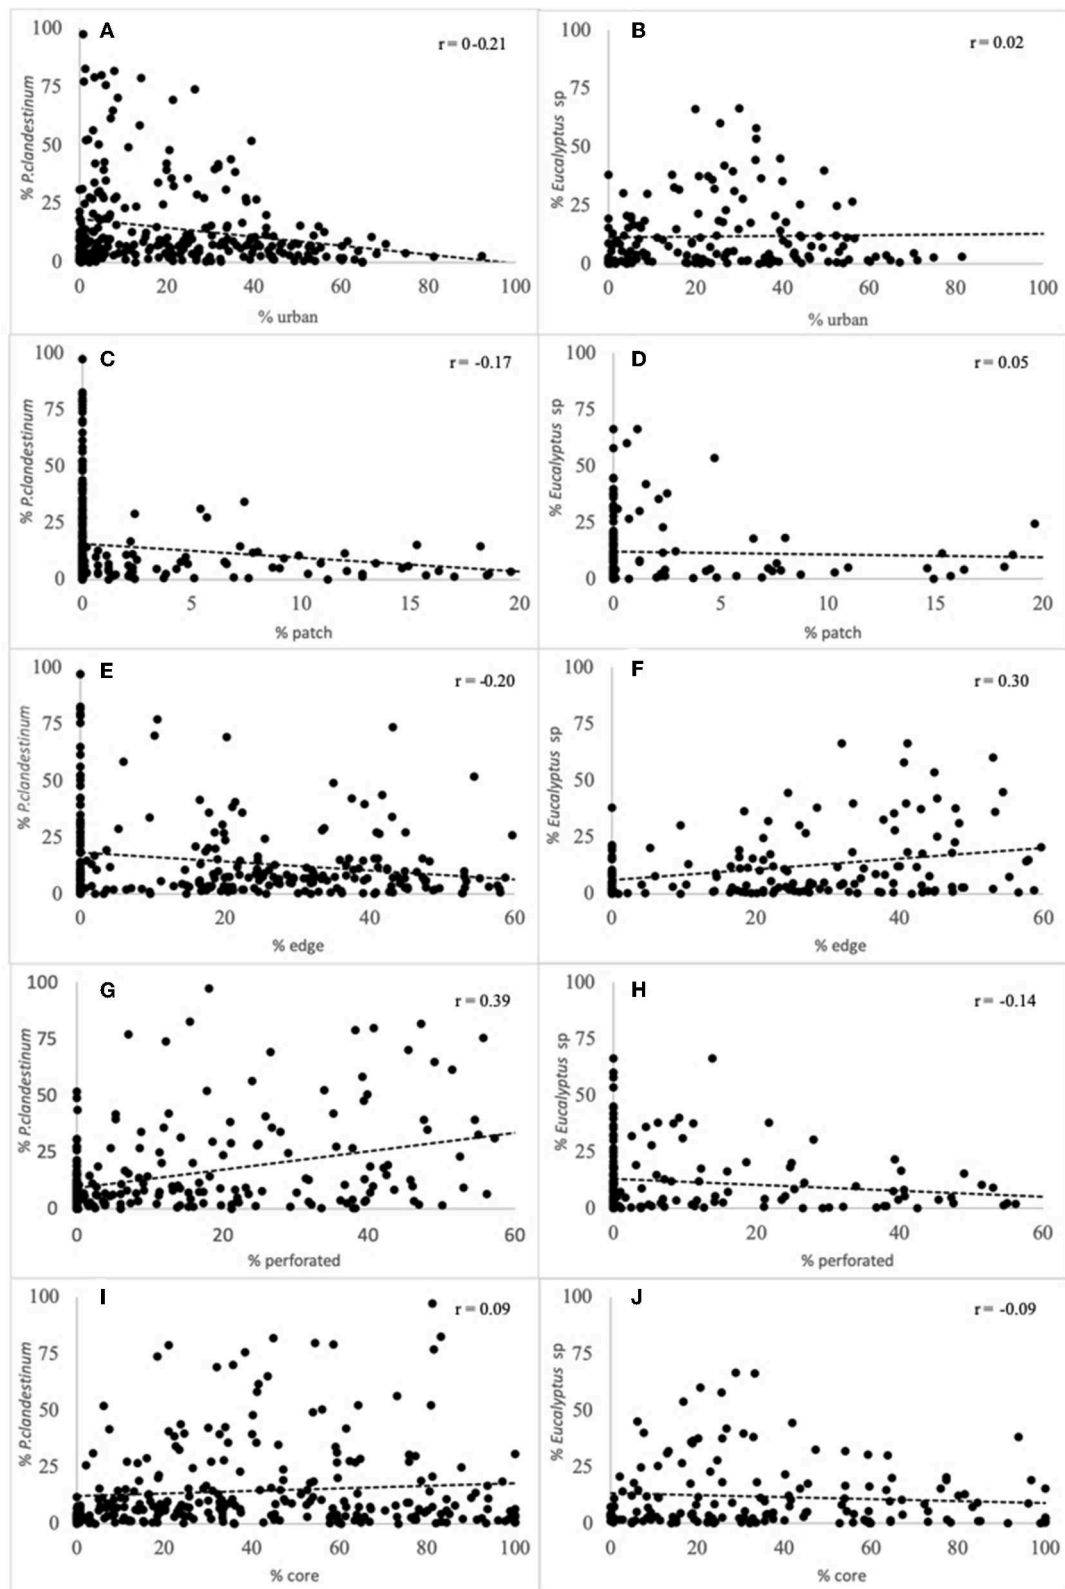 A
r = 0-0.21
100
75
50
25
0
% P.clandestinum
0 20 40 60 80 100
% urban
B
r = 0.02
100
75
50
25
0
% Eucalyptus sp
0 20 40 60 80 100
% urban
C
r = -0.17
100
75
50
25
0
% P.clandestinum
0 5 10 15 20
% patch
D
r = 0.05
100
75
50
25
0
% Eucalyptus sp
0 5 10 15 20
% patch
E
r = -0.20
100
75
50
25
0
% P.clandestinum
0 20 40 60
% edge
F
r = 0.30
100
75
50
25
0
% Eucalyptus sp
0 20 40 60
% edge
G
r = 0.39
100
75
50
25
0
% P.clandestinum
0 20 40 60
% perforated
H
r = -0.14
100
75
50
25
0
% Eucalyptus sp
0 20 40 60
% perforated
I
r = 0.09
100
75
50
25
0
% P.clandestinum
0 20 40 60 80 100
% core
J
r = -0.09
100
75
50
25
0
% Eucalyptus sp
0 20 40 60 80 100
% core